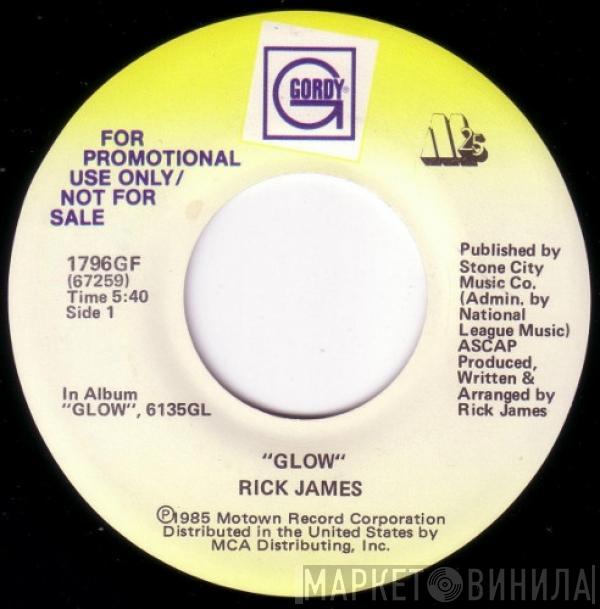 GORDY®
M 25
FOR
PROMOTIONAL
USE ONLY/
NOT FOR
SALE
1796GF
(67259)
Time 5:40
Side 1
Published by
Stone City
Music Co.
(Admin. by
National
League Music)
ASCAP
Produced,
Written &
Arranged by
Rick James
In Album
"GLOW", 6135GL
"GLOW"
RICK JAMES
Ⓟ1985 Motown Record Corporation
Distributed in the United States by
MCA Distributing, Inc.
МАРКЕТ ВИНИЛА